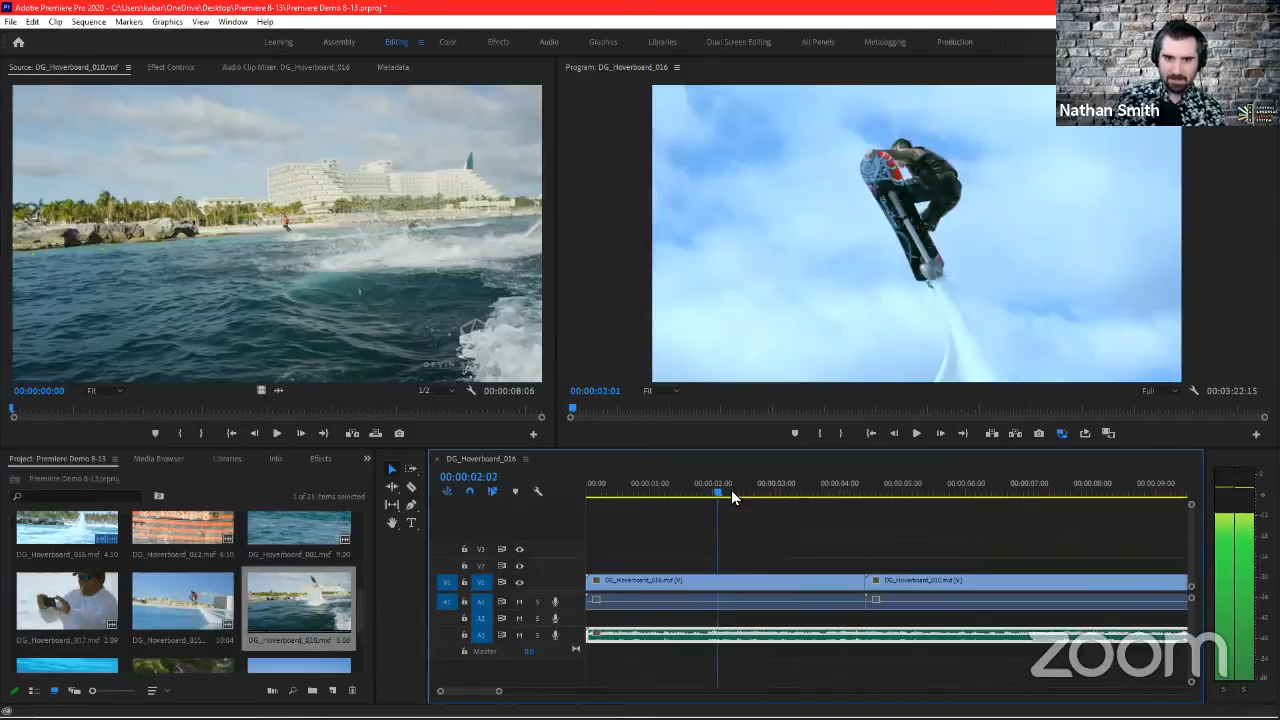 Adobe Premiere Pro 2020 - C:\Users\kabar\OneDrive\Desktop\Premiere 8-13\Premiere Demo 8-13.prproj *
File Edit Clip Sequence Markers Graphics View Window Help
Learning Assembly Editing Color Effects Audio Graphics Libraries Dual Screen Editing All Panels Metalogging Production
Source: DG_Hoverboard_010.mxf Effect Controls Audio Clip Mixer: DG_Hoverboard_016 Metadata
Program: DG_Hoverboard_016
Nathan Smith
00:00:00:00 Fit 1/2 00:00:08:06
00:00:02:01 Fit Full 00:03:22:15
Project: Premiere Demo 8-13 Media Browser Libraries Info Effects
Premiere Demo 8-13.prproj
1 of 21 items selected
DG_Hoverboard_016.mxf 4:10 DG_Hoverboard_012.mxf 6:10 DG_Hoverboard_001.mxf 9:20
DG_Hoverboard_017.mxf 2:09 DG_Hoverboard_015... 10:04 DG_Hoverboard_010.mxf 8:06
DG_Hoverboard_016
00:00:02:02
:00:00 00:00:01:00 00:00:02:00 00:00:03:00 00:00:04:00 00:00:05:00 00:00:06:00 00:00:07:00 00:00:08:00 00:00:09:00
V3
V2
V1 V1 DG_Hoverboard_016.mxf [V] DG_Hoverboard_010.mxf [V]
A1 A1 M S
A2 M S
A3 M S
Master 0.0
S S
zoom